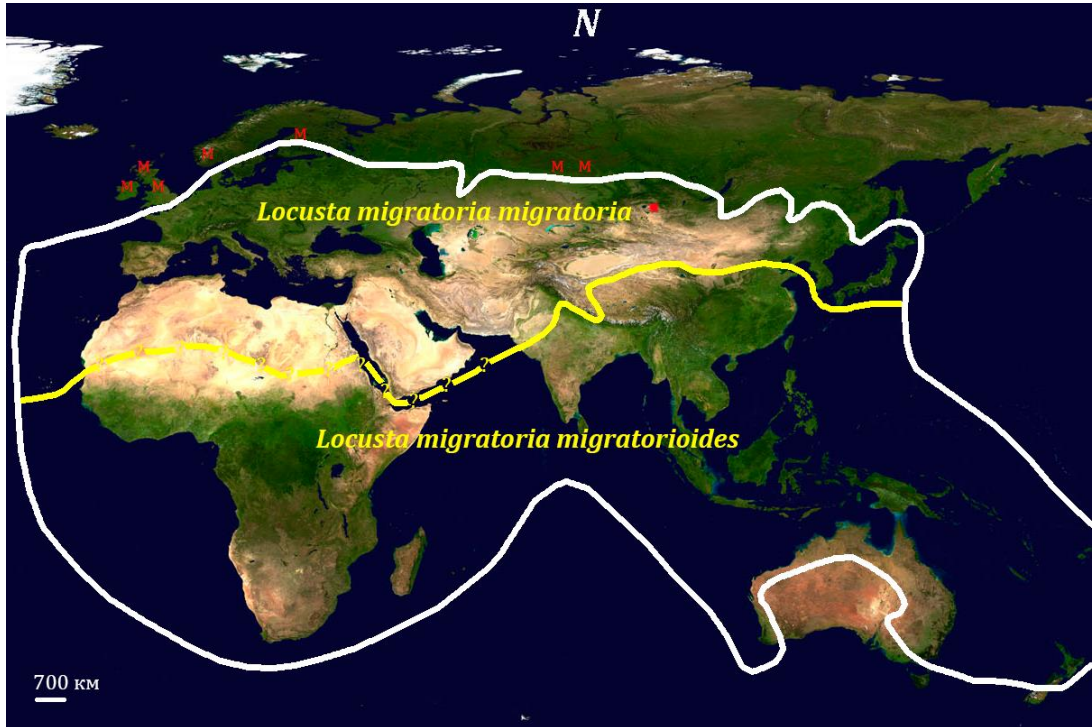 N
M
M
M
M M
M M
Locusta migratoria migratoria
? ? ? ? ? ? ? ? ?
Locusta migratoria migratorioides
700 км